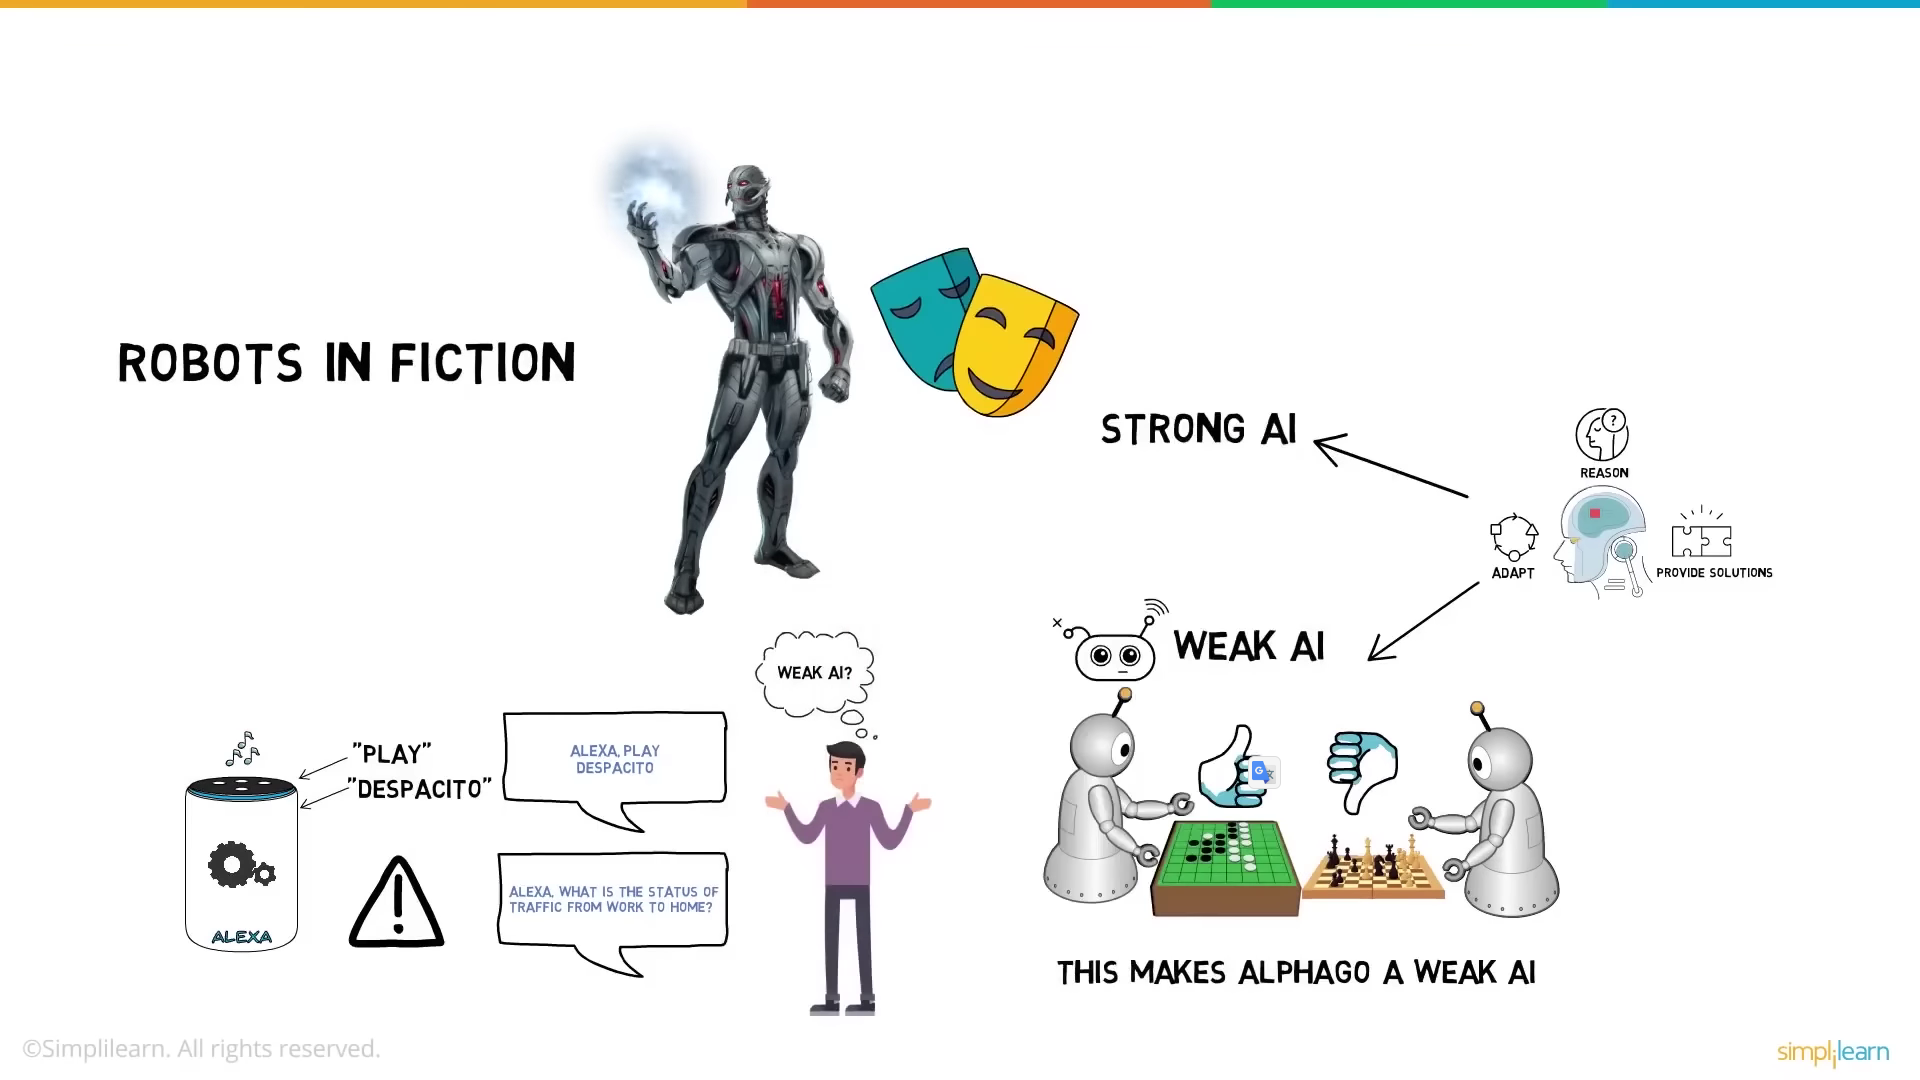 ROBOTS IN FICTION
STRONG AI
?
REASON
ADAPT
PROVIDE SOLUTIONS
WEAK AI
WEAK AI?
"PLAY"
"DESPACITO"
ALEXA, PLAY
DESPACITO
ALEXA, WHAT IS THE STATUS OF
TRAFFIC FROM WORK TO HOME?
ALEXA
G
THIS MAKES ALPHAGO A WEAK AI
©Simplilearn. All rights reserved.
simplilearn